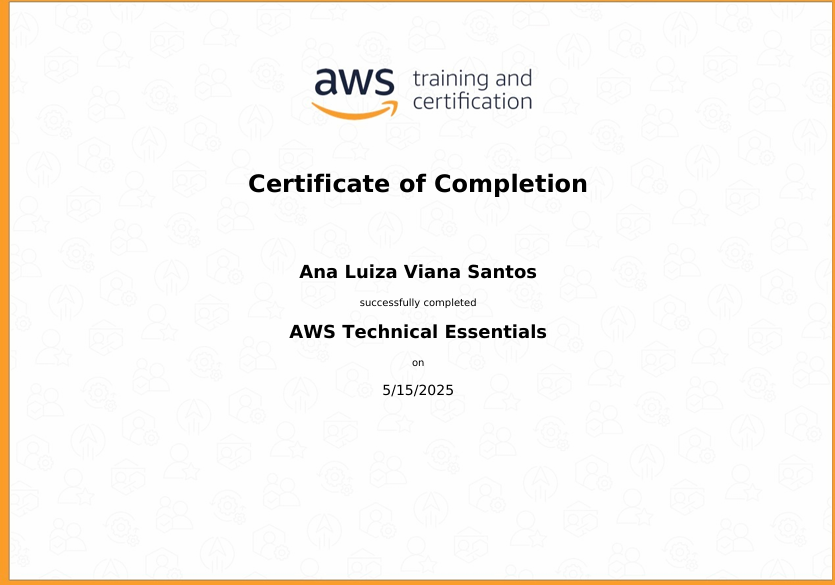 aws training and
certification
Certificate of Completion
Ana Luiza Viana Santos
successfully completed
AWS Technical Essentials
on
5/15/2025